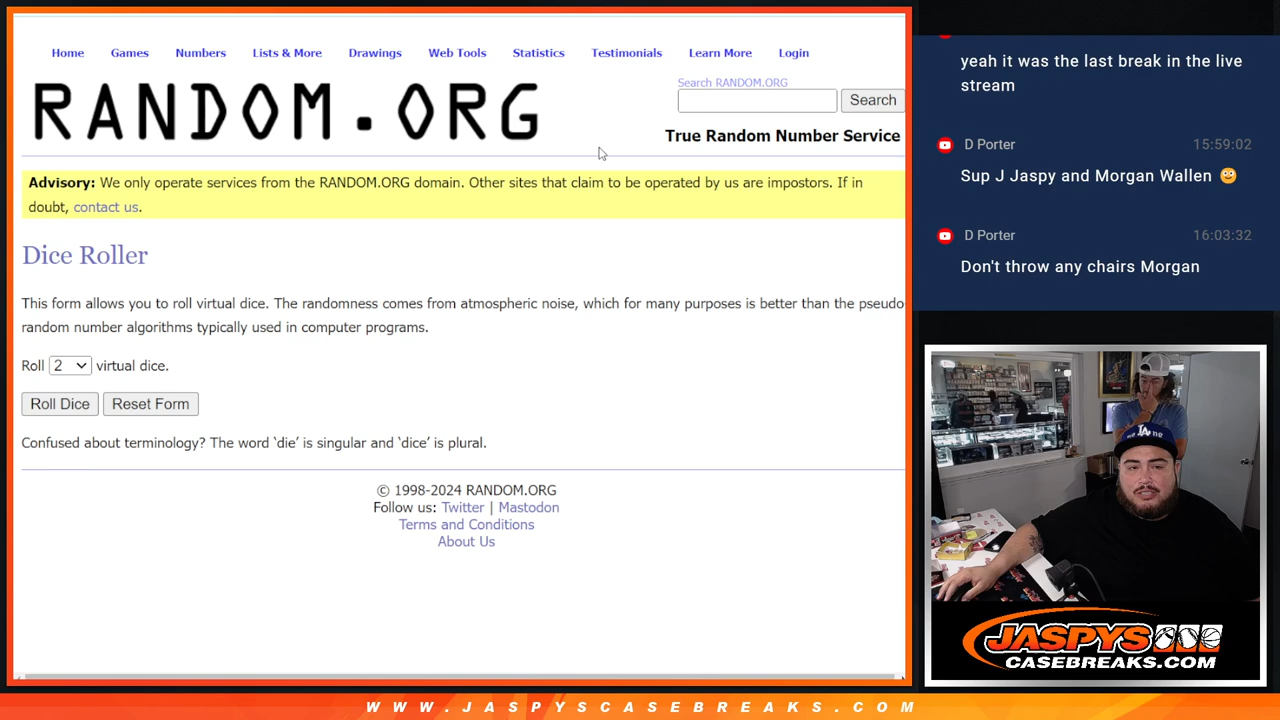 Home Games Numbers Lists & More Drawings Web Tools Statistics Testimonials Learn More Login
RANDOM.ORG
Search RANDOM.ORG
Search
True Random Number Service
Advisory: We only operate services from the RANDOM.ORG domain. Other sites that claim to be operated by us are impostors. If in
doubt, contact us.
Dice Roller
This form allows you to roll virtual dice. The randomness comes from atmospheric noise, which for many purposes is better than the pseudo-
random number algorithms typically used in computer programs.
Roll 2 virtual dice.
Roll Dice Reset Form
Confused about terminology? The word ‘die’ is singular and ‘dice’ is plural.
© 1998-2024 RANDOM.ORG
Follow us: Twitter | Mastodon
Terms and Conditions
About Us
yeah it was the last break in the live
stream
D Porter 15:59:02
Sup J Jaspy and Morgan Wallen
D Porter 16:03:32
Don't throw any chairs Morgan
LA
JASPYS
CASEBREAKS.COM
WWW.JASPYSCASEBREAKS.COM